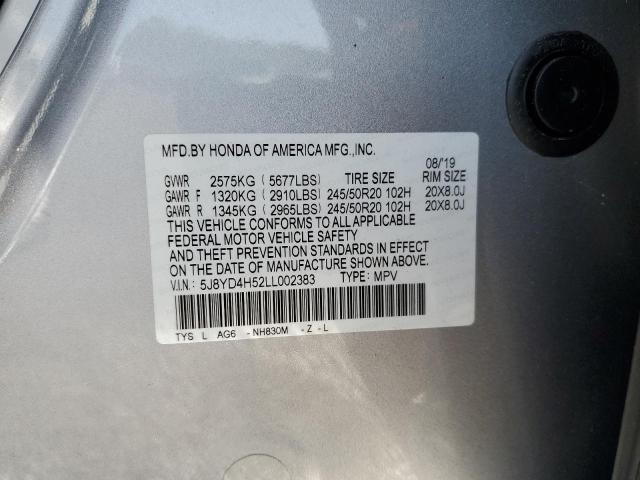 MFD.BY HONDA OF AMERICA MFG.,INC.
08/'19
GVWR 2575KG ( 5677LBS) TIRE SIZE RIM SIZE
GAWR F 1320KG ( 2910LBS) 245/50R20 102H 20X8.0J
GAWR R 1345KG ( 2965LBS) 245/50R20 102H 20X8.0J
THIS VEHICLE CONFORMS TO ALL APPLICABLE
FEDERAL MOTOR VEHICLE SAFETY
AND THEFT PREVENTION STANDARDS IN EFFECT
ON THE DATE OF MANUFACTURE SHOWN ABOVE.
V.I.N.: 5J8YD4H52LL002383 TYPE: MPV
TYS L AG6 - NH830M - Z - L